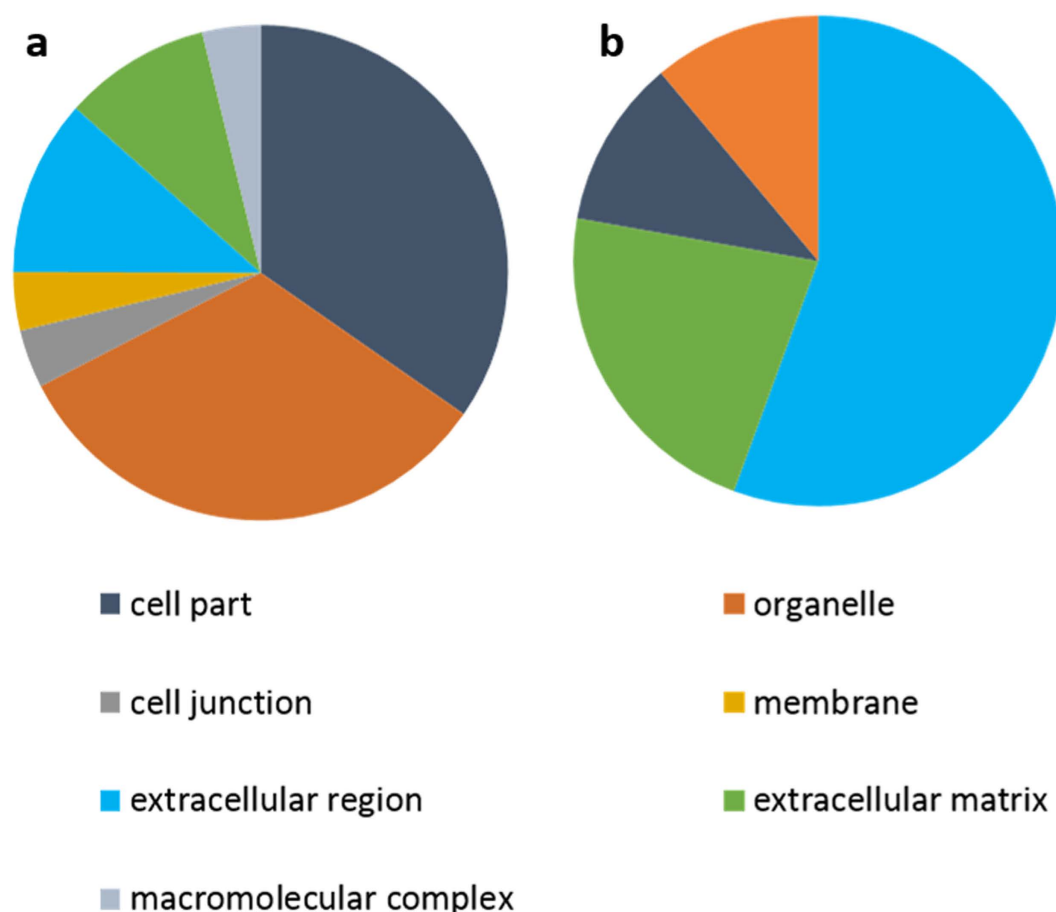 a
b
cell part
organelle
cell junction
membrane
extracellular region
extracellular matrix
macromolecular complex